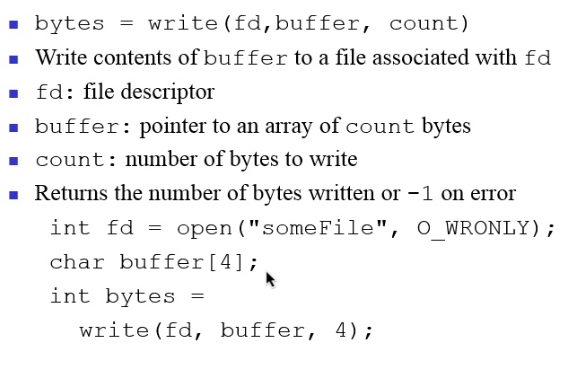 bytes = write(fd,buffer, count)
Write contents of buffer to a file associated with fd
fd: file descriptor
buffer: pointer to an array of count bytes
count: number of bytes to write
Returns the number of bytes written or -1 on error
int fd = open("someFile", O_WRONLY);
char buffer[4];
int bytes =
write(fd, buffer, 4);